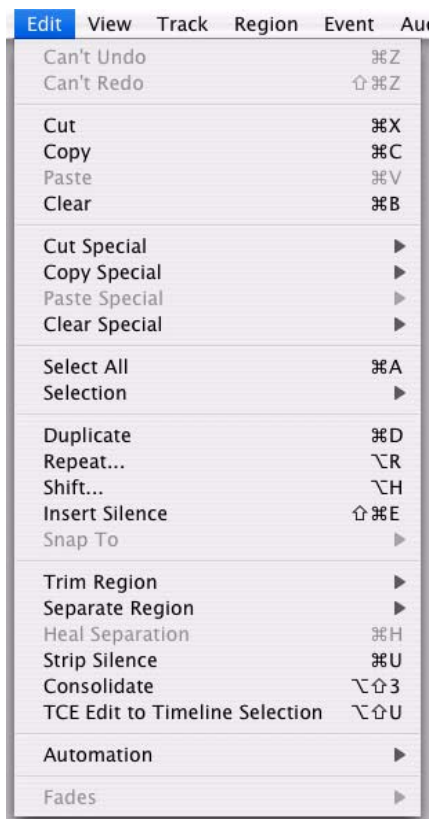 Edit View Track Region Event Au
Can't Undo ⌘Z
Can't Redo ⇧⌘Z
Cut ⌘X
Copy ⌘C
Paste ⌘V
Clear ⌘B
Cut Special ▶
Copy Special ▶
Paste Special ▶
Clear Special ▶
Select All ⌘A
Selection ▶
Duplicate ⌘D
Repeat... ⌥R
Shift... ⌥H
Insert Silence ⇧⌘E
Snap To ▶
Trim Region ▶
Separate Region ▶
Heal Separation ⌘H
Strip Silence ⌘U
Consolidate ⌥⇧3
TCE Edit to Timeline Selection ⌥⇧U
Automation ▶
Fades ▶